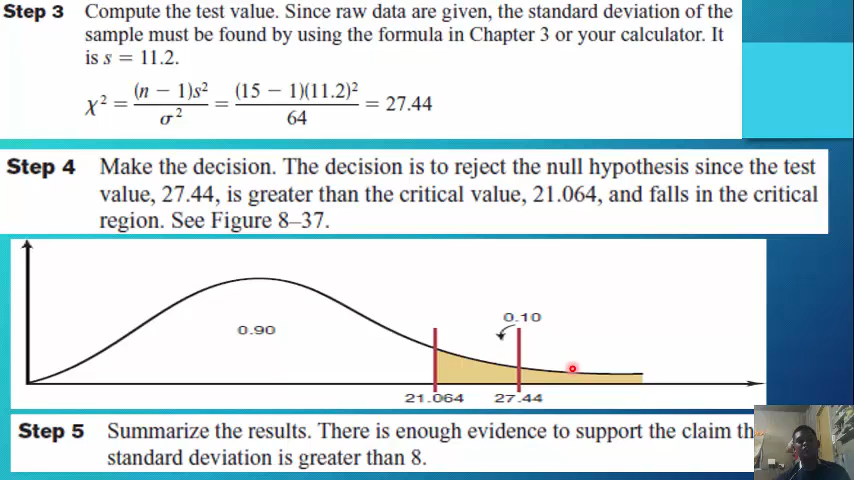 Step 3 Compute the test value. Since raw data are given, the standard deviation of the
sample must be found by using the formula in Chapter 3 or your calculator. It
is s = 11.2.
χ² = (n − 1)s² / σ² = (15 − 1)(11.2)² / 64 = 27.44
Step 4 Make the decision. The decision is to reject the null hypothesis since the test
value, 27.44, is greater than the critical value, 21.064, and falls in the critical
region. See Figure 8–37.
0.10
0.90
21.064 27.44
Step 5 Summarize the results. There is enough evidence to support the claim th
standard deviation is greater than 8.